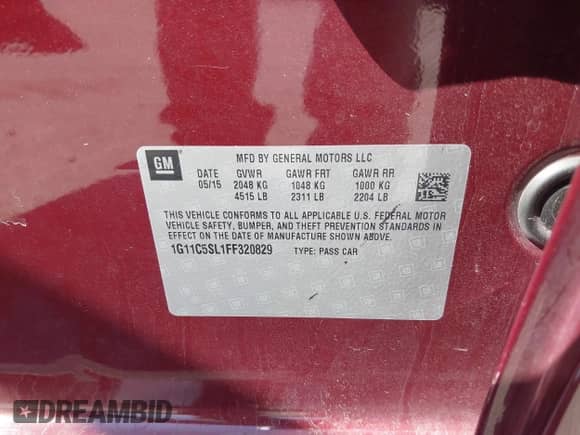 GM
MFD BY GENERAL MOTORS LLC
DATE GVWR GAWR FRT GAWR RR
05/15 2048 KG 1048 KG 1000 KG
4515 LB 2311 LB 2204 LB
THIS VEHICLE CONFORMS TO ALL APPLICABLE U.S. FEDERAL MOTOR
VEHICLE SAFETY, BUMPER, AND THEFT PREVENTION STANDARDS IN
EFFECT ON THE DATE OF MANUFACTURE SHOWN ABOVE.
1G11C5SL1FF320829 TYPE: PASS CAR
DREAMBID